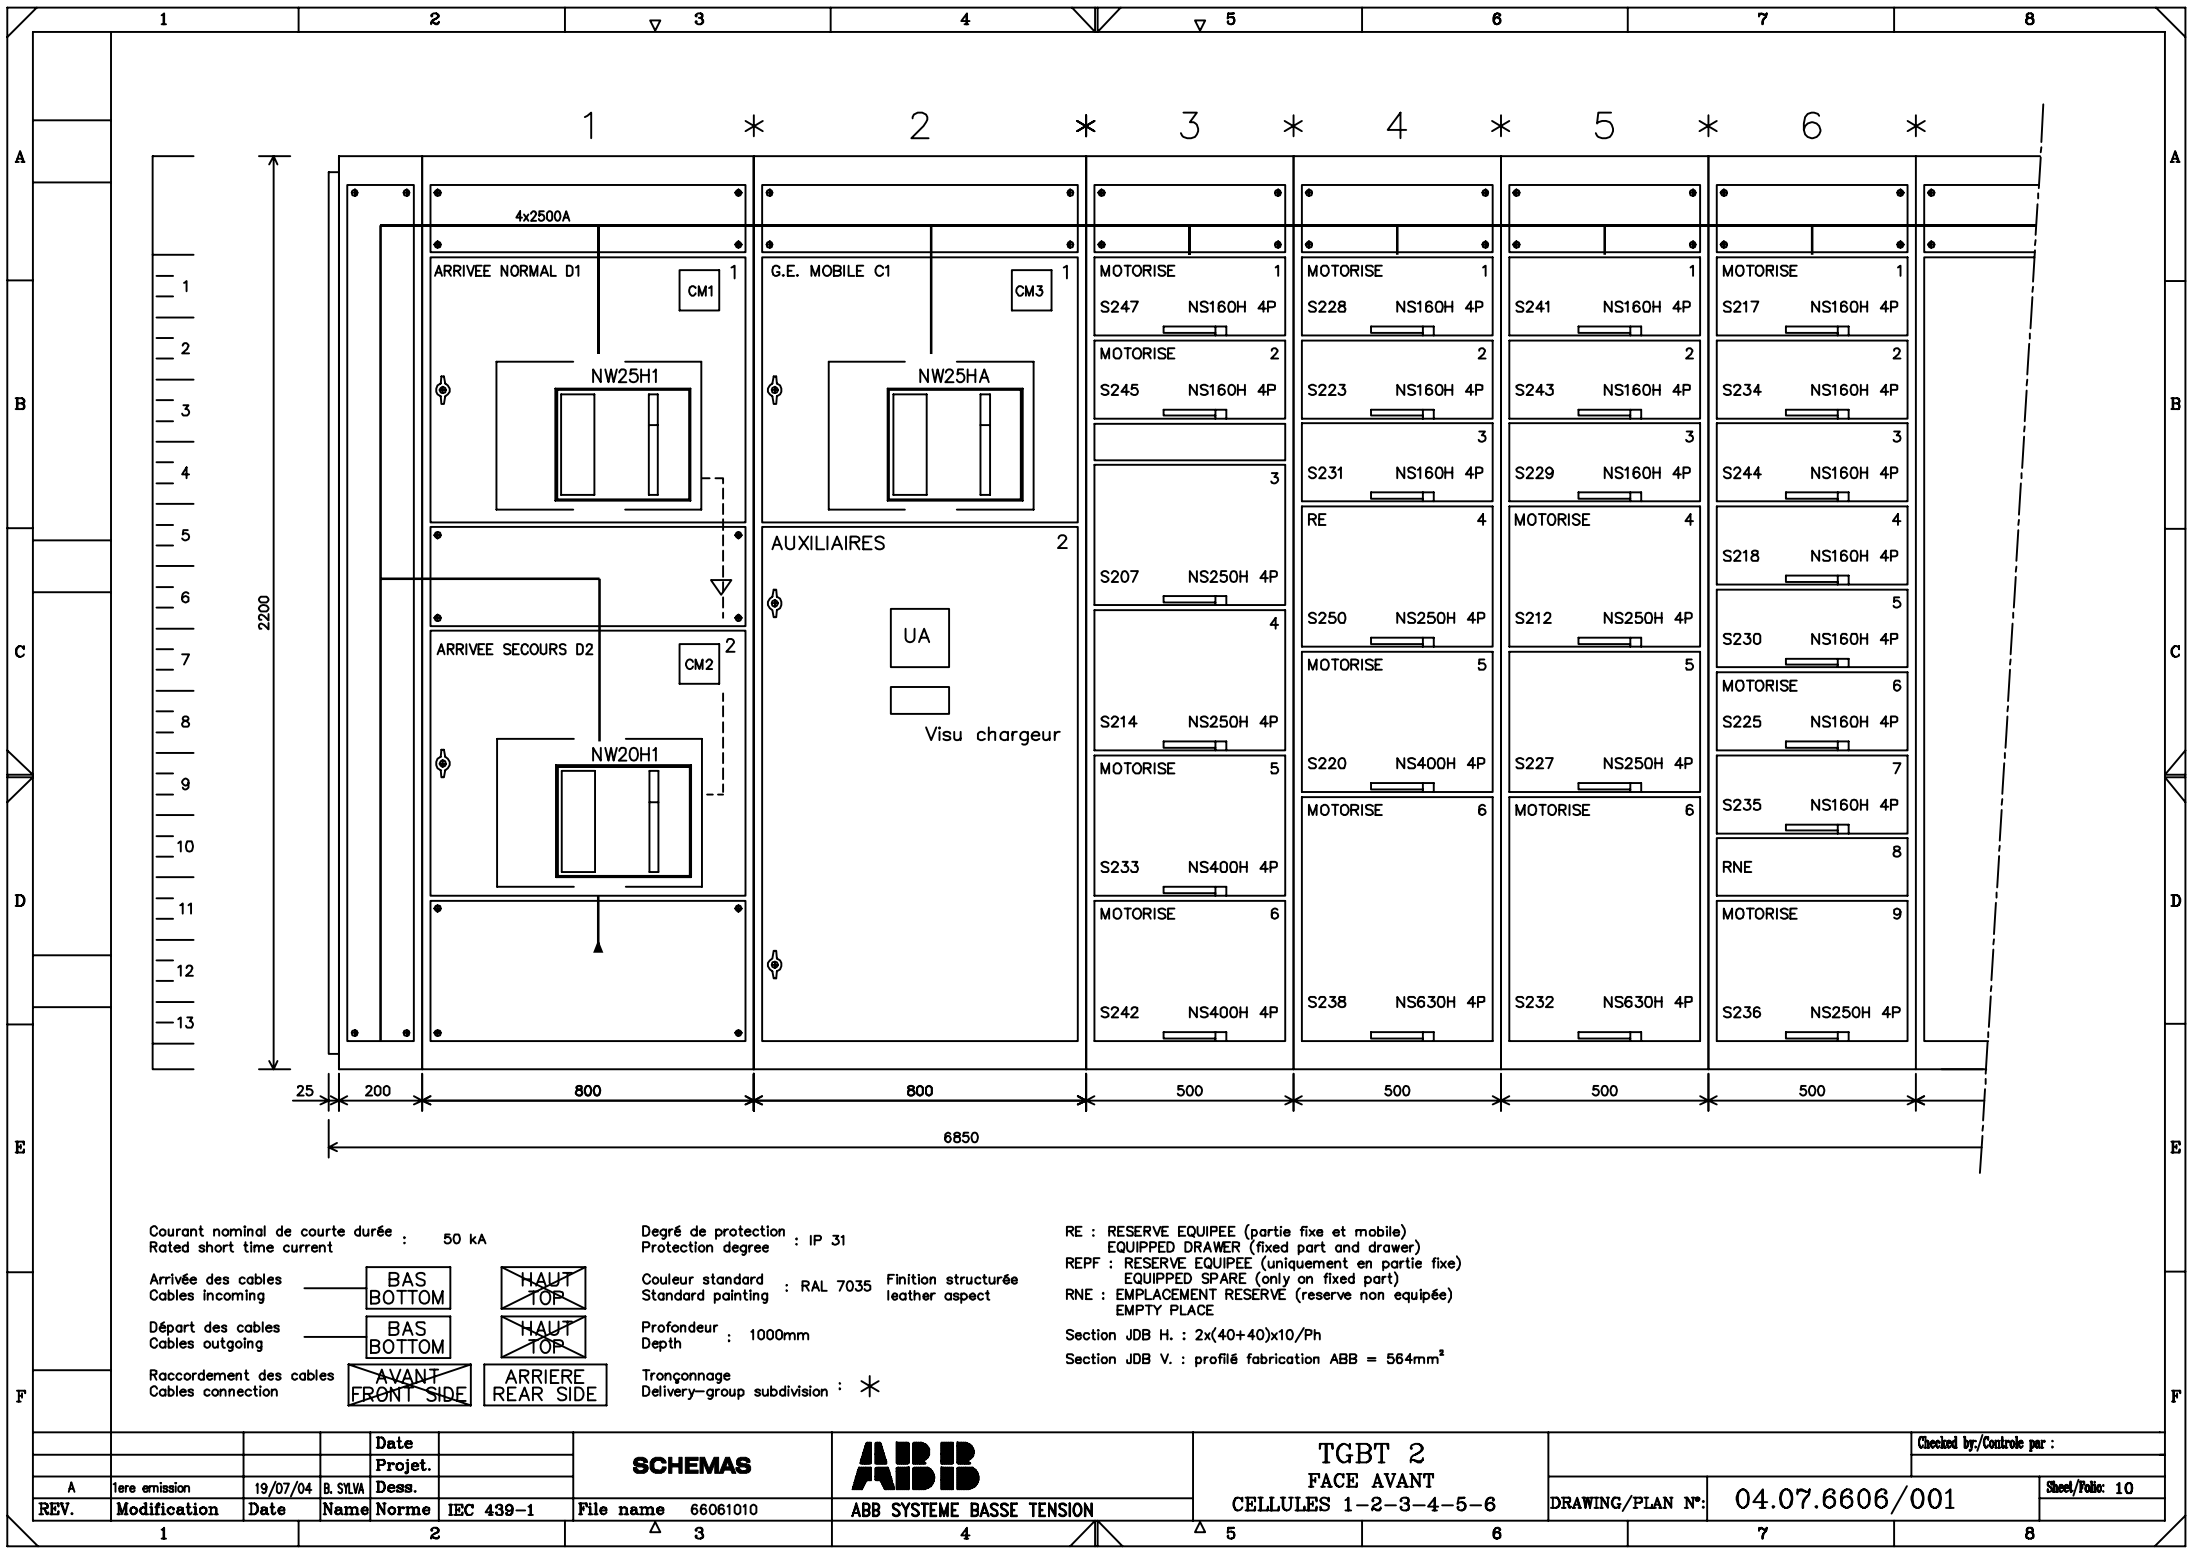 1 2 3 4 5 6 7 8
A A
B B
C C
D D
E E
F F
1 * 2 * 3 * 4 * 5 * 6 *
1
2
3
4
5
6
7
8
9
10
11
12
13
2200
4x2500A
ARRIVEE NORMAL D1
CM1
1
NW25H1
ARRIVEE SECOURS D2
CM2
2
NW20H1
G.E. MOBILE C1
CM3
1
NW25HA
AUXILIAIRES
2
UA
Visu chargeur
MOTORISE 1
S247 NS160H 4P
MOTORISE 2
S245 NS160H 4P
3
S207 NS250H 4P
4
S214 NS250H 4P
MOTORISE 5
S233 NS400H 4P
MOTORISE 6
S242 NS400H 4P
MOTORISE 1
S228 NS160H 4P
2
S223 NS160H 4P
3
S231 NS160H 4P
RE 4
S250 NS250H 4P
MOTORISE 5
S220 NS400H 4P
MOTORISE 6
S238 NS630H 4P
1
S241 NS160H 4P
2
S243 NS160H 4P
3
S229 NS160H 4P
MOTORISE 4
S212 NS250H 4P
5
S227 NS250H 4P
MOTORISE 6
S232 NS630H 4P
MOTORISE 1
S217 NS160H 4P
2
S234 NS160H 4P
3
S244 NS160H 4P
4
S218 NS160H 4P
5
S230 NS160H 4P
MOTORISE 6
S225 NS160H 4P
7
S235 NS160H 4P
8
RNE
MOTORISE 9
S236 NS250H 4P
25 200 800 800 500 500 500 500
6850
Courant nominal de courte durée : 50 kA
Rated short time current
Arrivée des cables BAS HAUT
Cables incoming BOTTOM TOP
Départ des cables BAS HAUT
Cables outgoing BOTTOM TOP
Raccordement des cables AVANT ARRIERE
Cables connection FRONT SIDE REAR SIDE
Degré de protection : IP 31
Protection degree
Couleur standard : RAL 7035 Finition structurée
Standard painting leather aspect
Profondeur : 1000mm
Depth
Tronçonnage
Delivery-group subdivision : *
RE : RESERVE EQUIPEE (partie fixe et mobile)
EQUIPPED DRAWER (fixed part and drawer)
REPF : RESERVE EQUIPEE (uniquement en partie fixe)
EQUIPPED SPARE (only on fixed part)
RNE : EMPLACEMENT RESERVE (reserve non equipée)
EMPTY PLACE
Section JDB H. : 2x(40+40)x10/Ph
Section JDB V. : profilé fabrication ABB = 564mm²
Date
Projet.
A 1ere emission 19/07/04 B. SYLVA Dess.
REV. Modification Date Name Norme IEC 439-1
SCHEMAS
File name 66061010
ABB
ABB SYSTEME BASSE TENSION
TGBT 2
FACE AVANT
CELLULES 1-2-3-4-5-6
Checked by:/Controle par :
DRAWING/PLAN N°: 04.07.6606/001
Sheet/Folio: 10
1 2 3 4 5 6 7 8